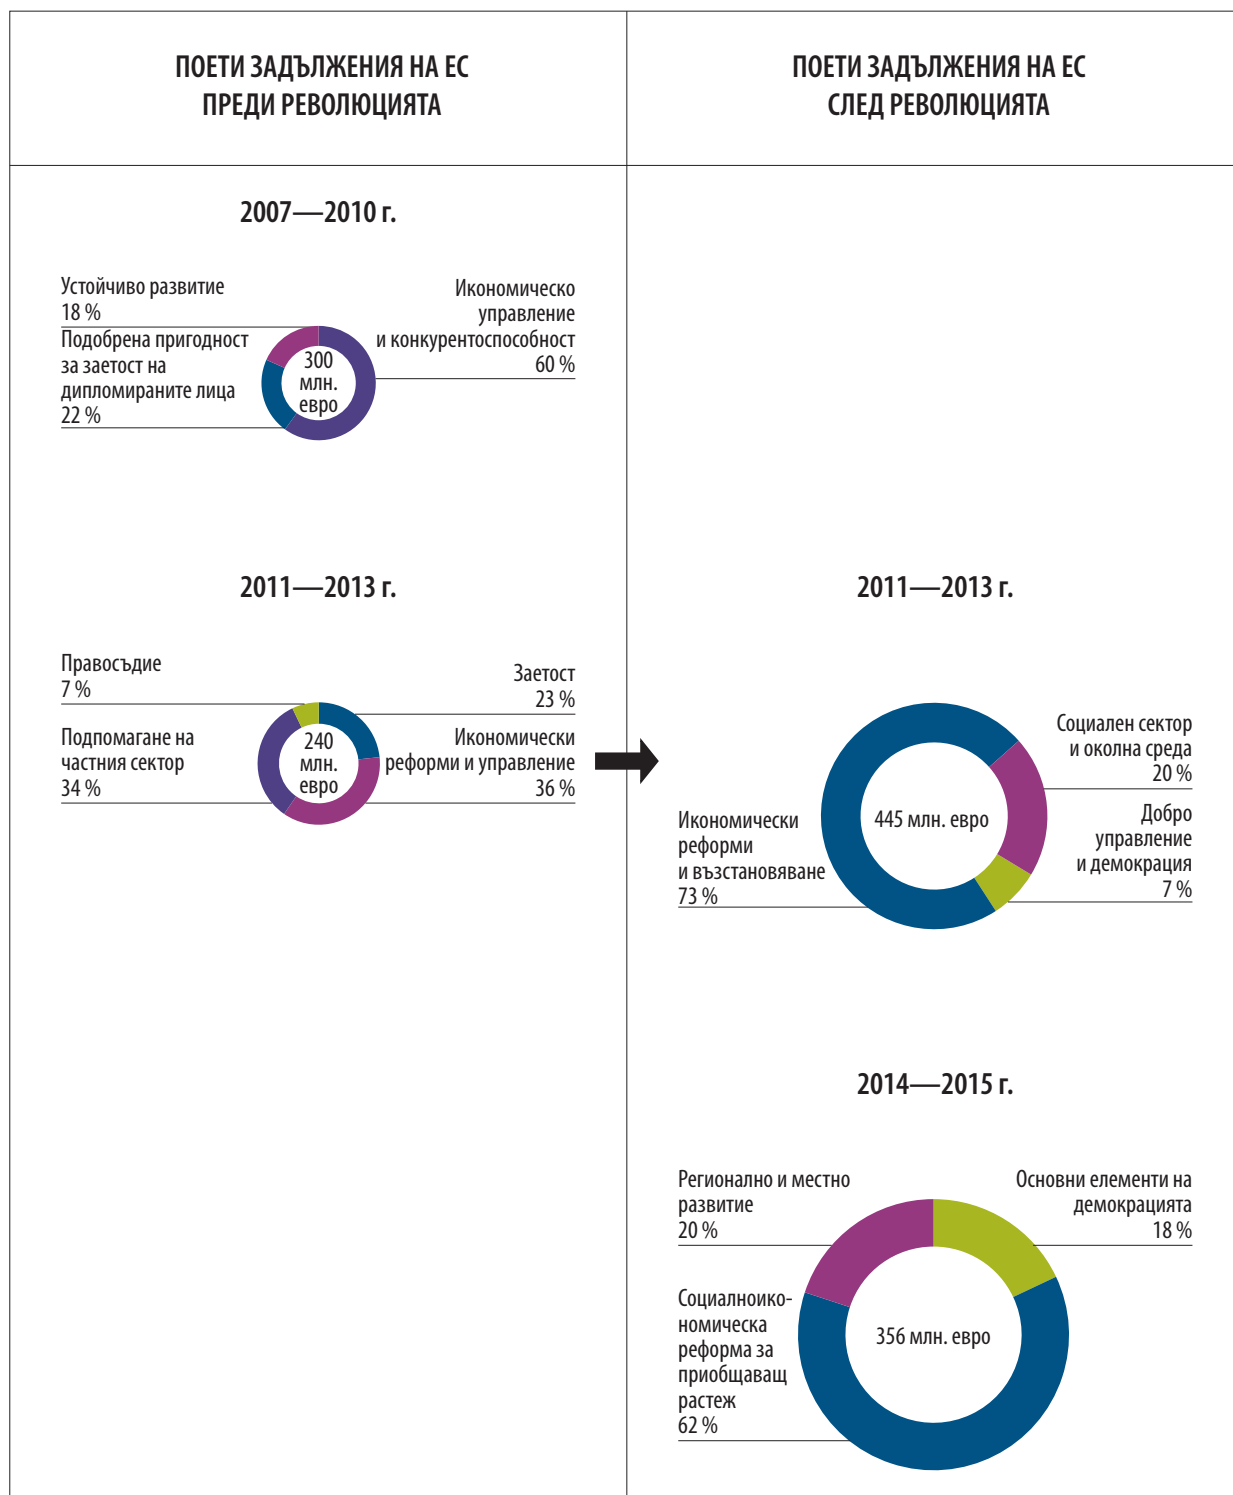 ПОЕТИ ЗАДЪЛЖЕНИЯ НА ЕС
ПРЕДИ РЕВОЛЮЦИЯТА
ПОЕТИ ЗАДЪЛЖЕНИЯ НА ЕС
СЛЕД РЕВОЛЮЦИЯТА
2007—2010 г.
Устойчиво развитие
18 %
Подобрена пригодност
за заетост на
дипломираните лица
22 %
300
млн.
евро
Икономическо
управление
и конкурентоспособност
60 %
2011—2013 г.
Правосъдие
7 %
Подпомагане на
частния сектор
34 %
240
млн.
евро
Заетост
23 %
Икономически
реформи и управление
36 %
2011—2013 г.
Икономически
реформи
и възстановяване
73 %
445 млн. евро
Социален сектор
и околна среда
20 %
Добро
управление
и демокрация
7 %
2014—2015 г.
Регионално и местно
развитие
20 %
Социалноико-
номическа
реформа за
приобщаващ
растеж
62 %
356 млн. евро
Основни елементи на
демокрацията
18 %